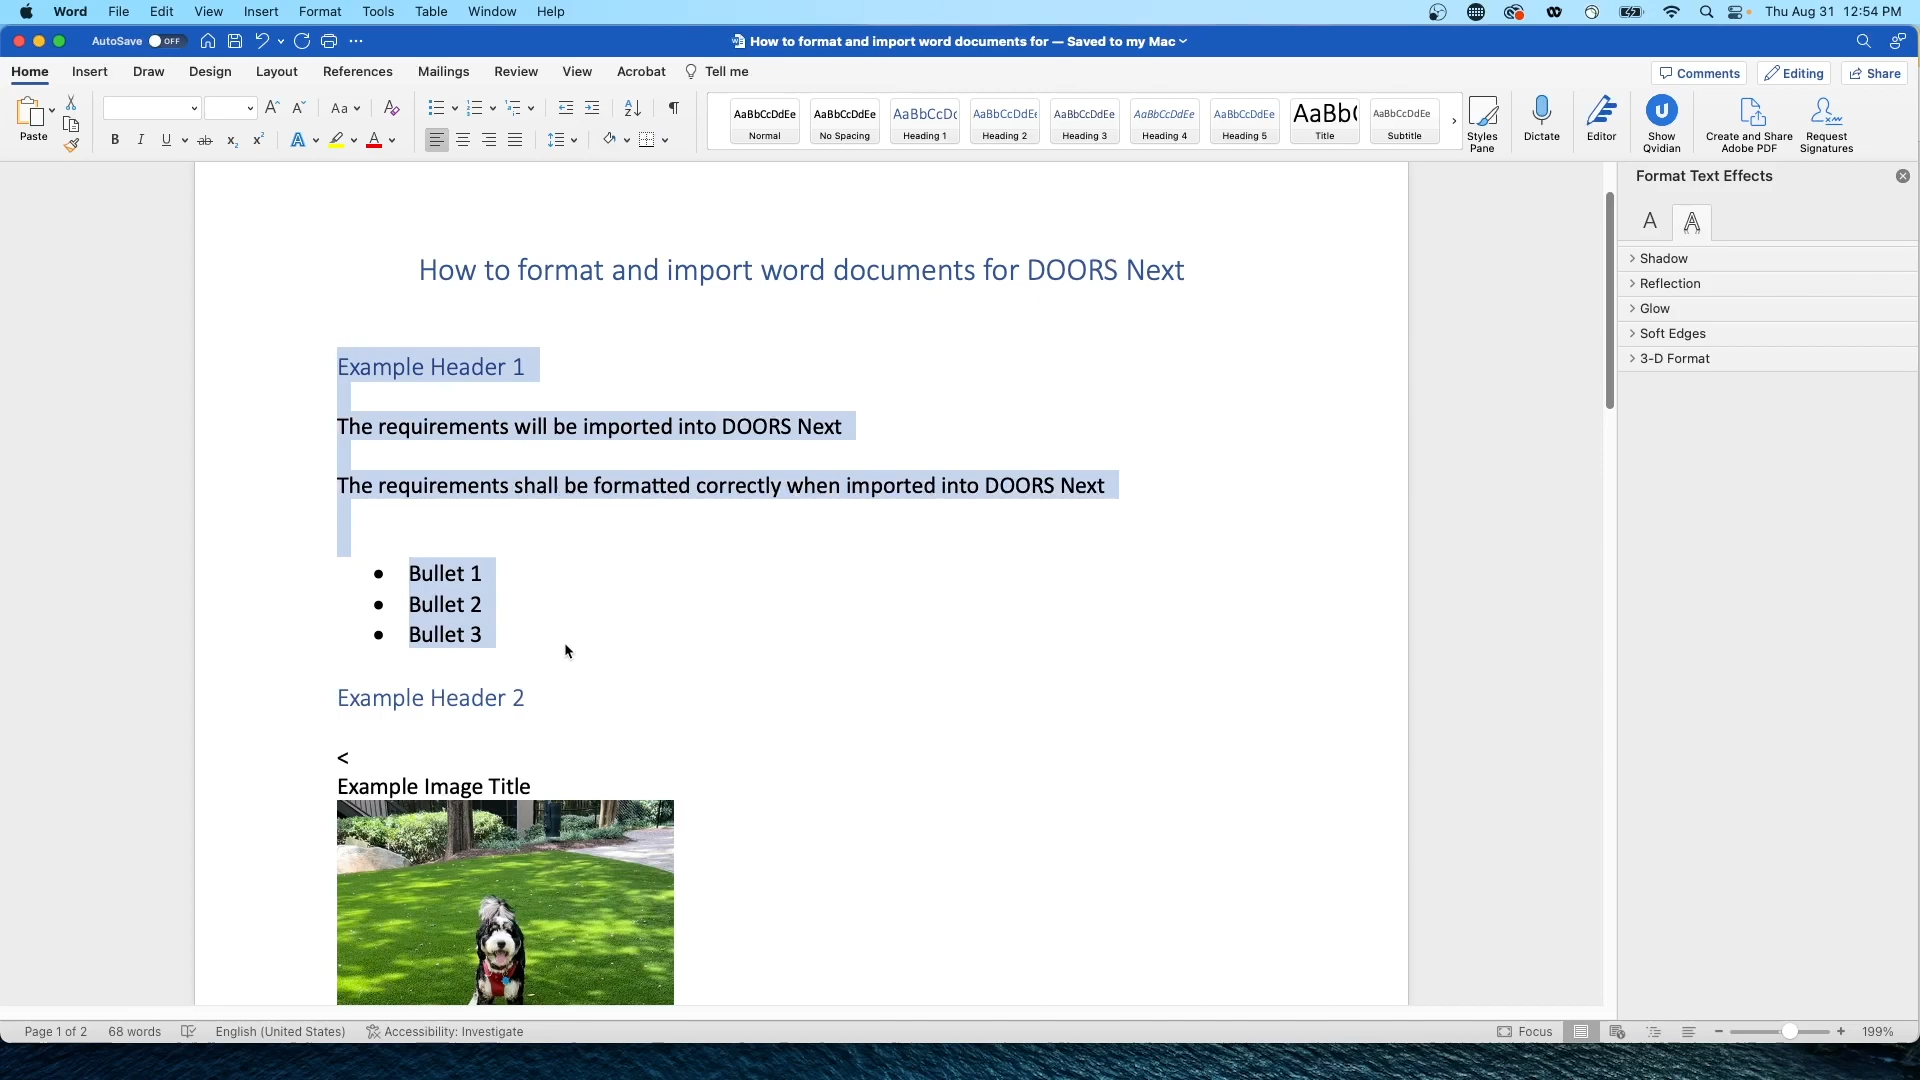 Word File Edit View Insert Format Tools Table Window Help
Thu Aug 31 12:54 PM
AutoSave OFF
How to format and import word documents for — Saved to my Mac
Home Insert Draw Design Layout References Mailings Review View Acrobat Tell me
Comments Editing Share
Paste
Aa
AaBbCcDdEe AaBbCcDdEe AaBbCcDc AaBbCcDdEe AaBbCcDdEe AaBbCcDdEe AaBbCcDdEe AaBb( AaBbCcDdEe
Normal No Spacing Heading 1 Heading 2 Heading 3 Heading 4 Heading 5 Title Subtitle
Styles Pane
Dictate
Editor
Show Qvidian
Create and Share Adobe PDF
Request Signatures
Format Text Effects
Shadow
Reflection
Glow
Soft Edges
3-D Format
How to format and import word documents for DOORS Next
Example Header 1
The requirements will be imported into DOORS Next
The requirements shall be formatted correctly when imported into DOORS Next
• Bullet 1
• Bullet 2
• Bullet 3
Example Header 2
<
Example Image Title
Page 1 of 2 68 words English (United States) Accessibility: Investigate
Focus 199%